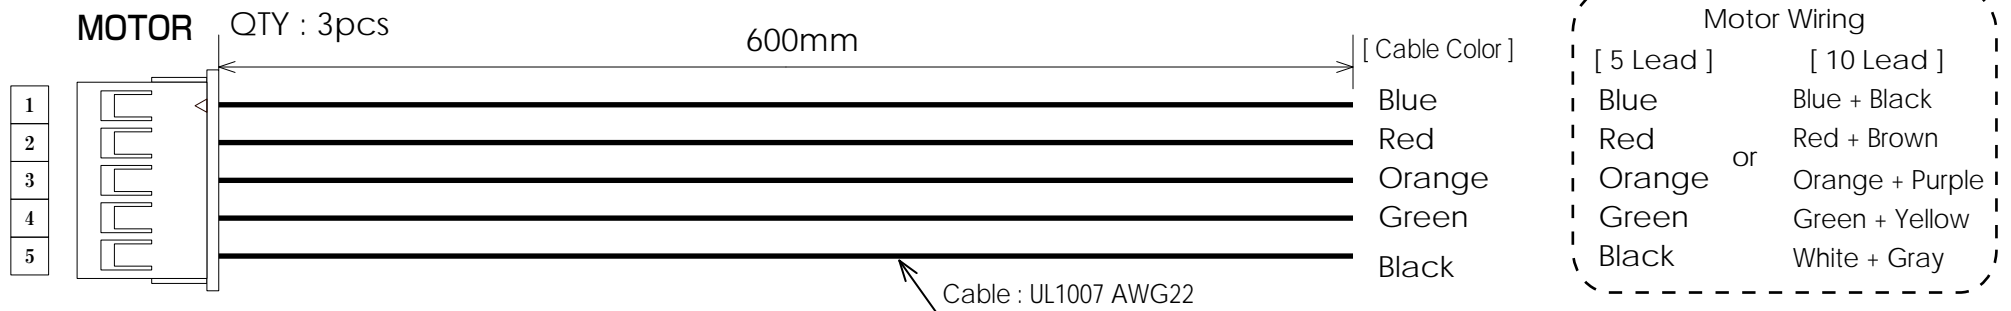 MOTOR QTY : 3pcs
600mm
[ Cable Color ]
1 Blue
2 Red
3 Orange
4 Green
5 Black
Cable : UL1007 AWG22
Motor Wiring
[ 5 Lead ] [ 10 Lead ]
Blue Blue + Black
Red Red + Brown
or
Orange Orange + Purple
Green Green + Yellow
Black White + Gray